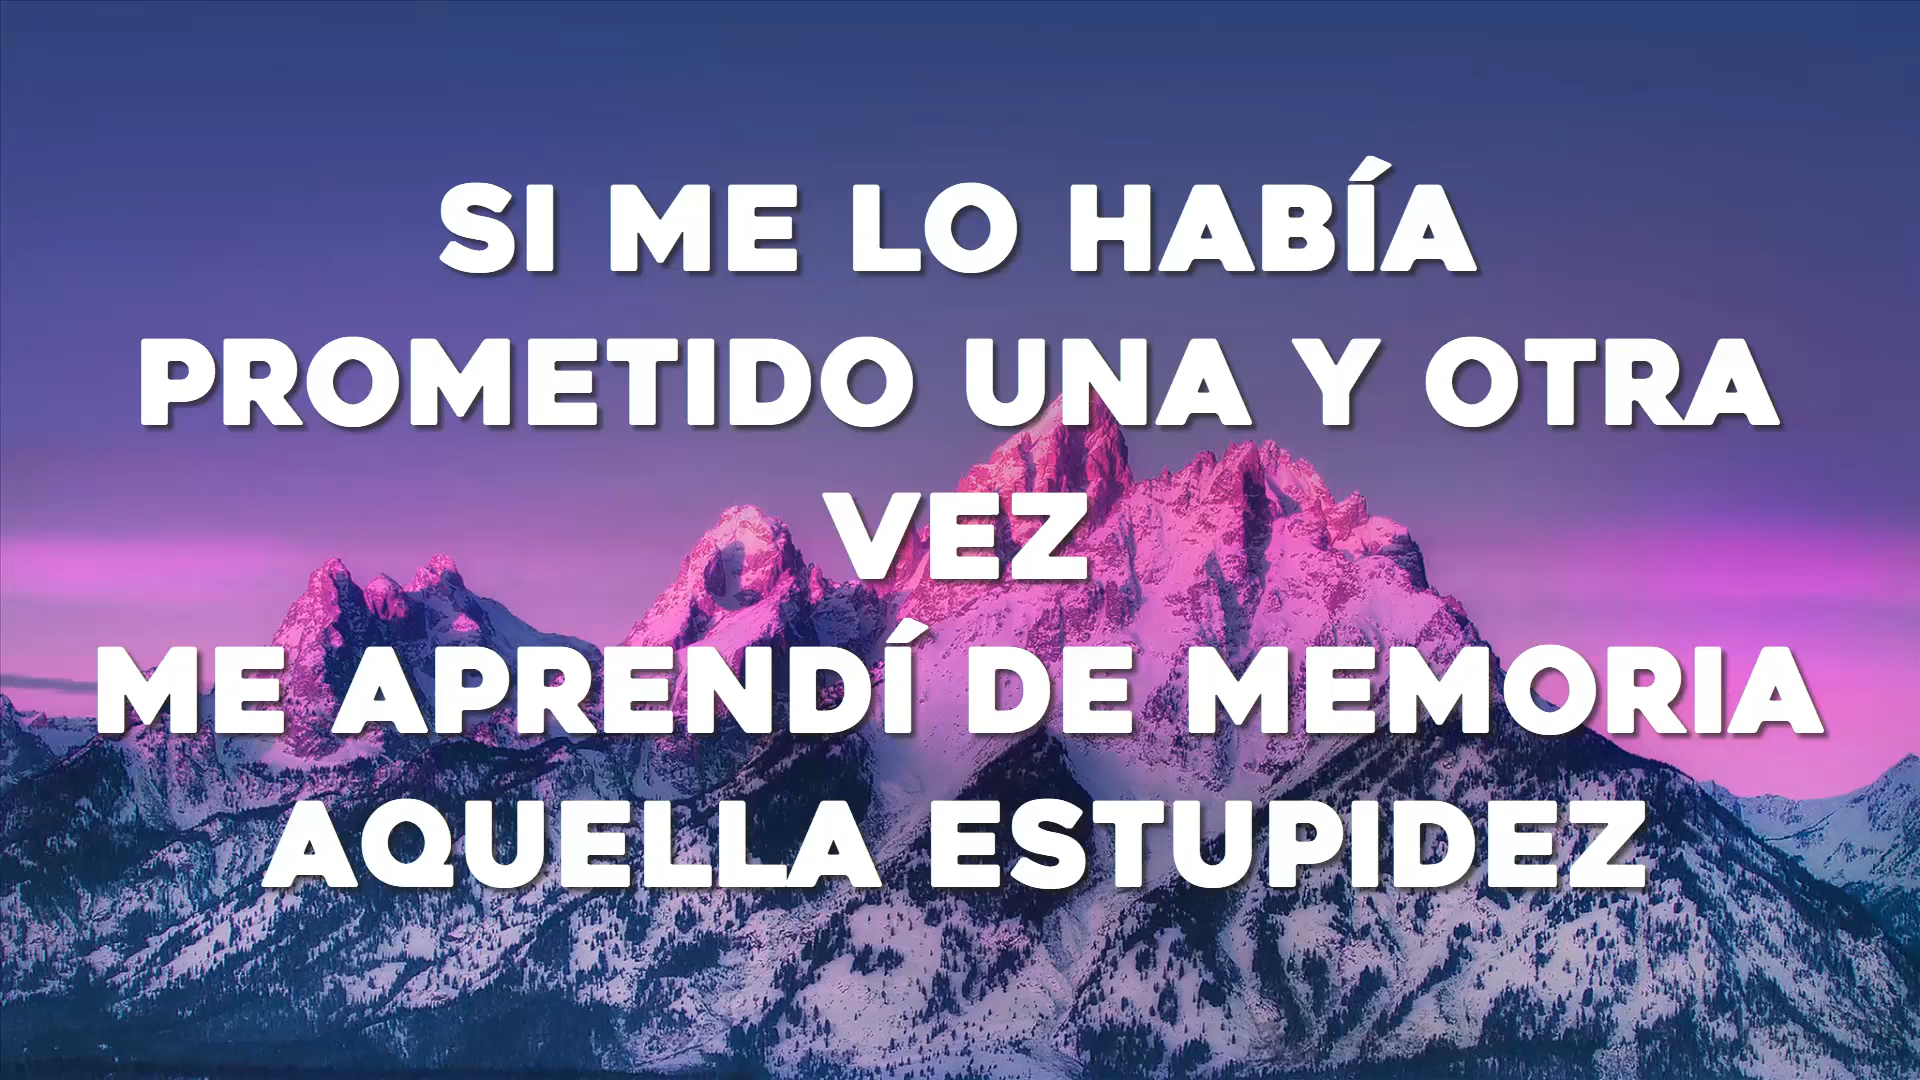 SI ME LO HABÍA
PROMETIDO UNA Y OTRA
VEZ
ME APRENDÍ DE MEMORIA
AQUELLA ESTUPIDEZ